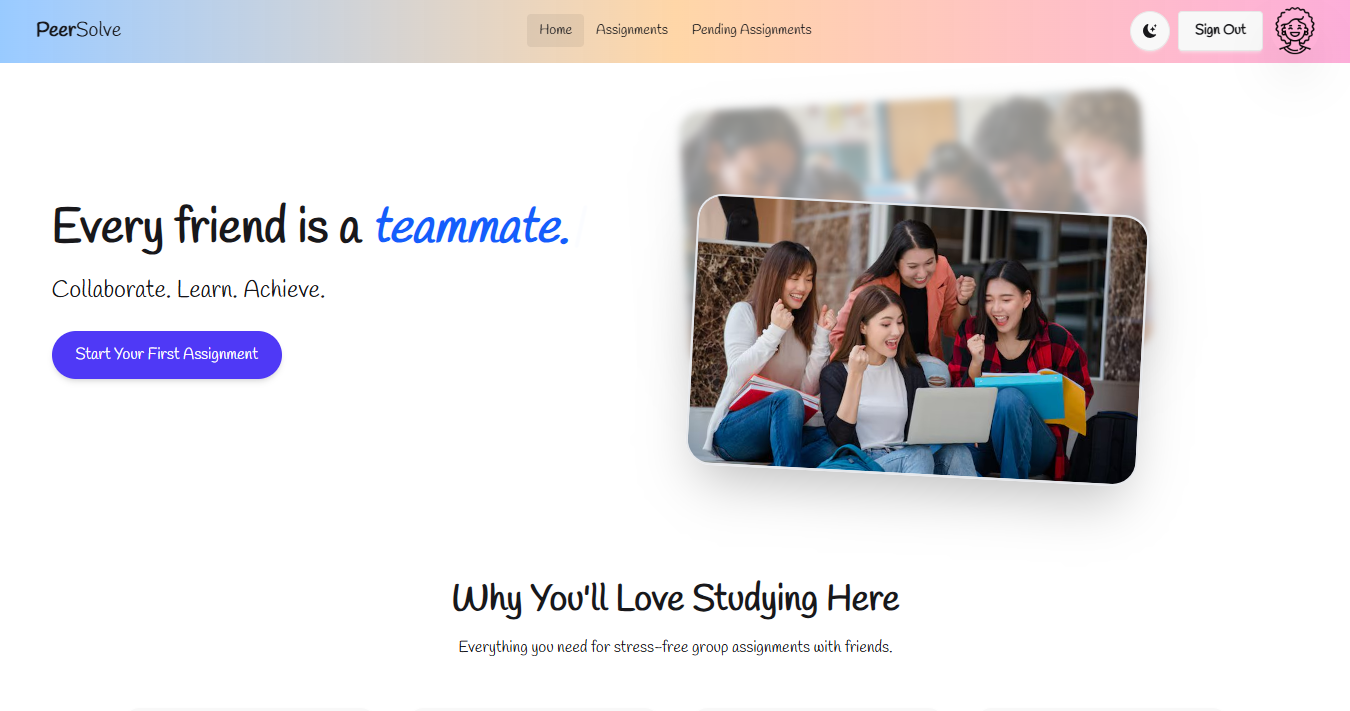 PeerSolve
Home Assignments Pending Assignments
Sign Out
Every friend is a teammate.
Collaborate. Learn. Achieve.
Start Your First Assignment
Why You'll Love Studying Here
Everything you need for stress-free group assignments with friends.